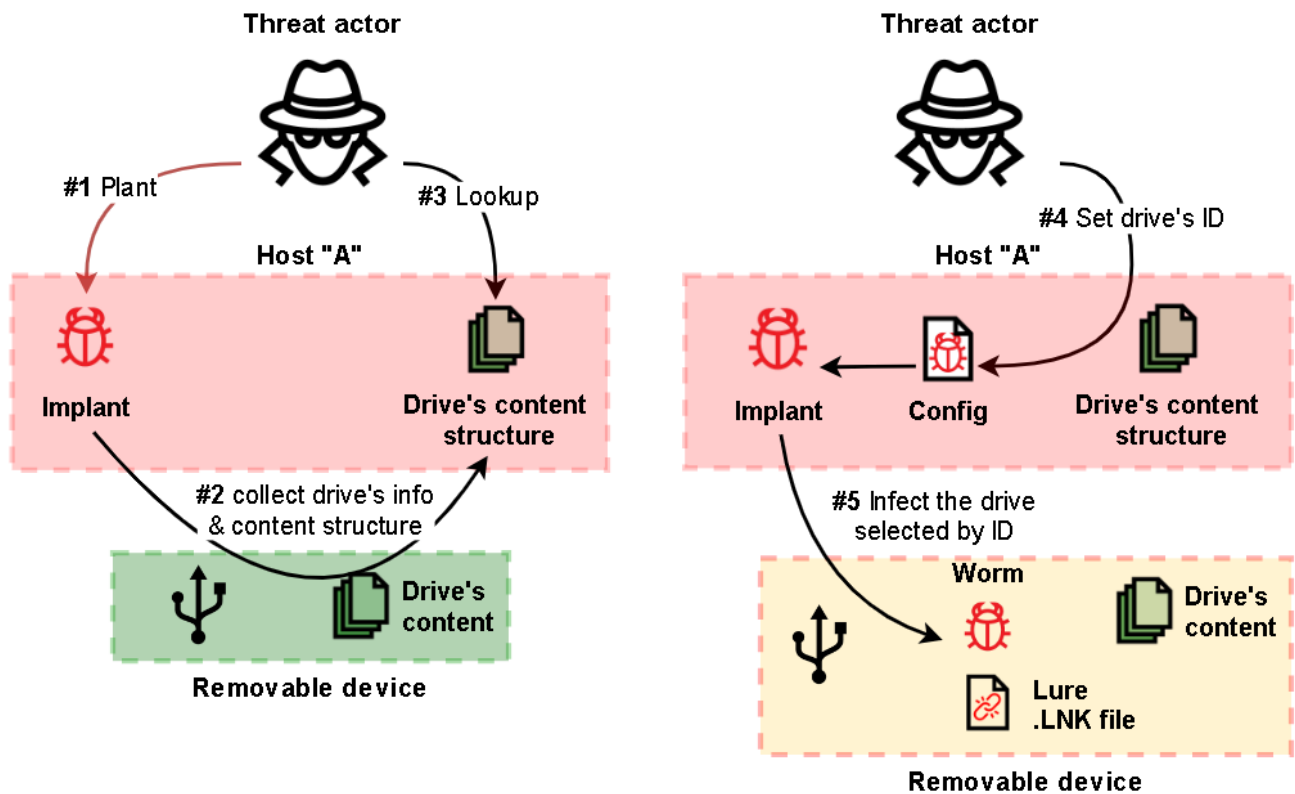 Threat actor
#1 Plant
#3 Lookup
Host "A"
Implant
Drive's content
structure
#2 collect drive's info
& content structure
Drive's
content
Removable device
Threat actor
#4 Set drive's ID
Host "A"
Implant
Config
Drive's content
structure
#5 Infect the drive
selected by ID
Worm
Drive's
content
Lure
.LNK file
Removable device